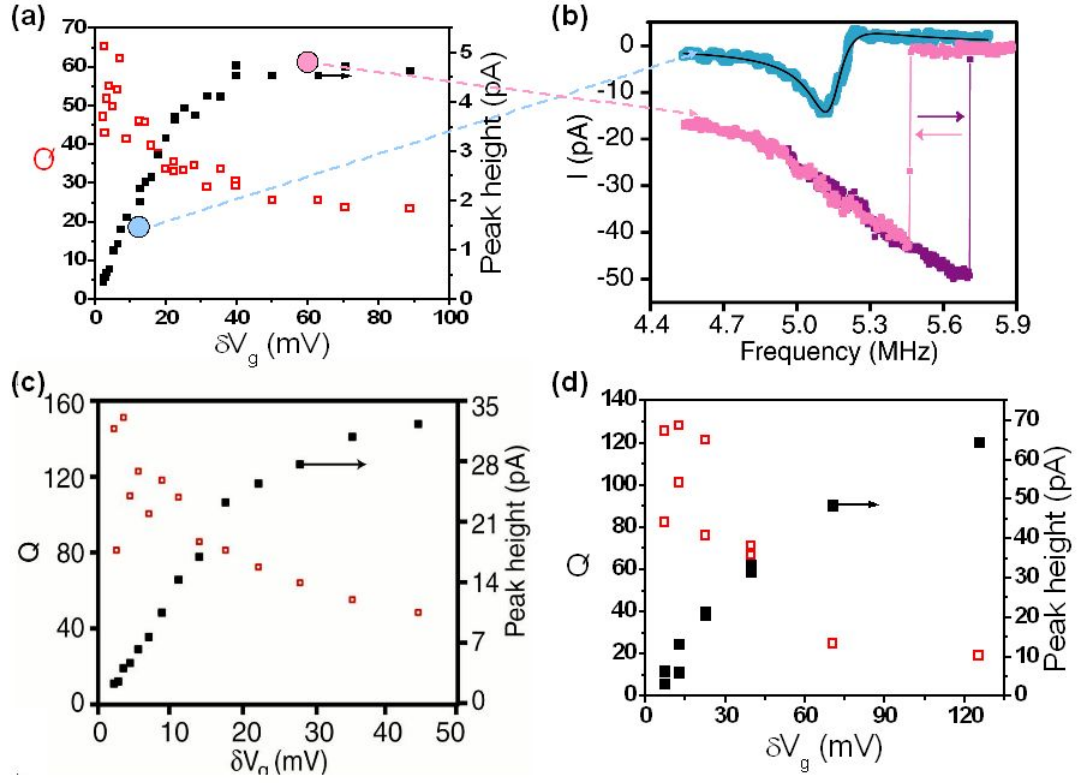 (a)
70
60
50
40
30
20
10
0
Q
5
4
3
2
1
0
Peak height (pA)
0 20 40 60 80 100
δVg (mV)
(b)
0
-10
-20
-30
-40
-50
I (pA)
4.4 4.7 5.0 5.3 5.6 5.9
Frequency (MHz)
(c)
160
120
80
40
0
Q
35
28
21
14
7
0
Peak height (pA)
0 10 20 30 40 50
δVg (mV)
(d)
140
120
100
80
60
40
20
0
Q
70
60
50
40
30
20
10
0
Peak height (pA)
0 30 60 90 120
δVg (mV)